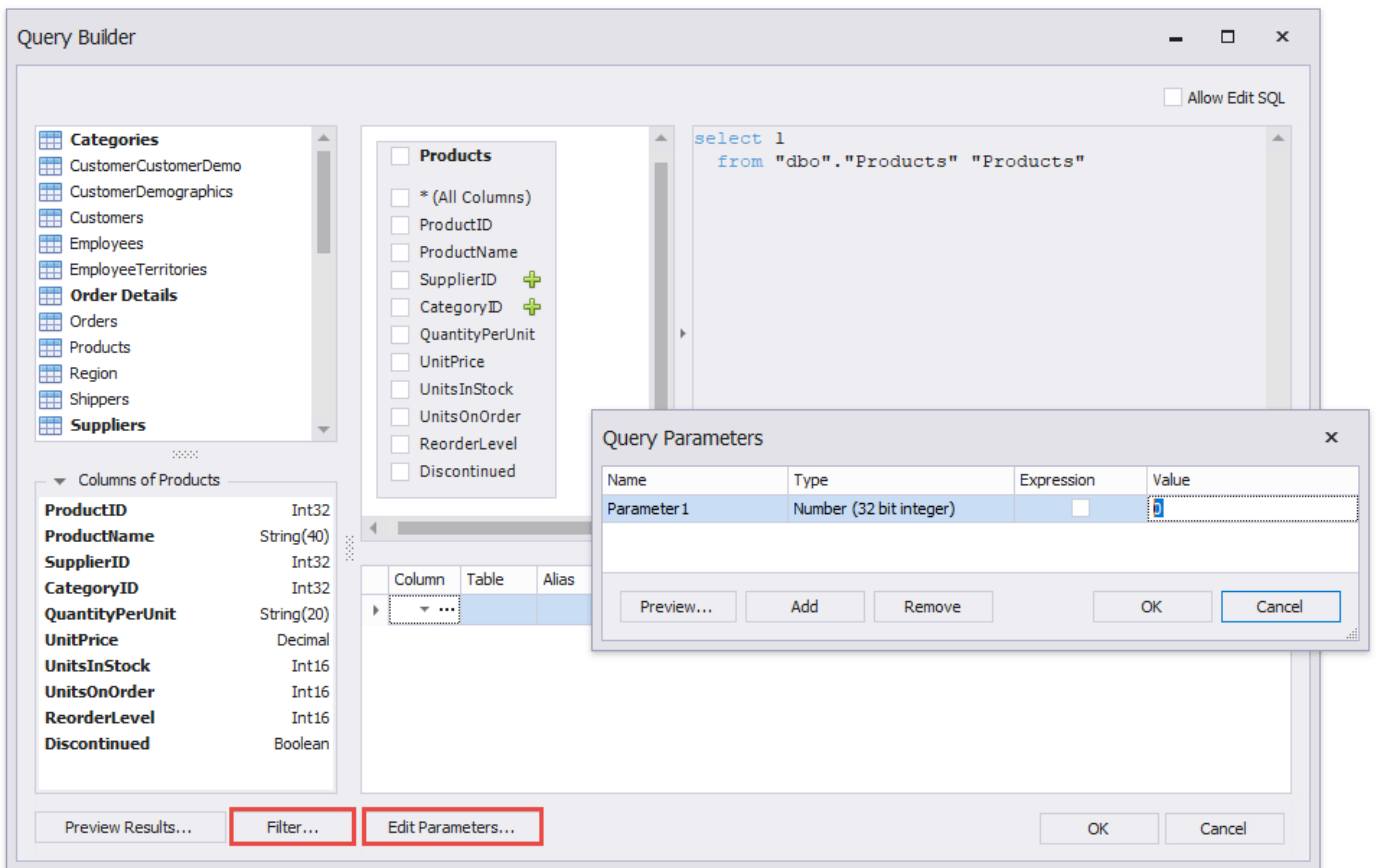 Query Builder
Allow Edit SQL
Categories
CustomerCustomerDemo
CustomerDemographics
Customers
Employees
EmployeeTerritories
Order Details
Orders
Products
Region
Shippers
Suppliers
Columns of Products
ProductID Int32
ProductName String(40)
SupplierID Int32
CategoryID Int32
QuantityPerUnit String(20)
UnitPrice Decimal
UnitsInStock Int16
UnitsOnOrder Int16
ReorderLevel Int16
Discontinued Boolean
Products
* (All Columns)
ProductID
ProductName
SupplierID
CategoryID
QuantityPerUnit
UnitPrice
UnitsInStock
UnitsOnOrder
ReorderLevel
Discontinued
select 1
from "dbo"."Products" "Products"
Column Table Alias
Query Parameters
Name Type Expression Value
Parameter1 Number (32 bit integer) 0
Preview... Add Remove OK Cancel
Preview Results... Filter... Edit Parameters... OK Cancel